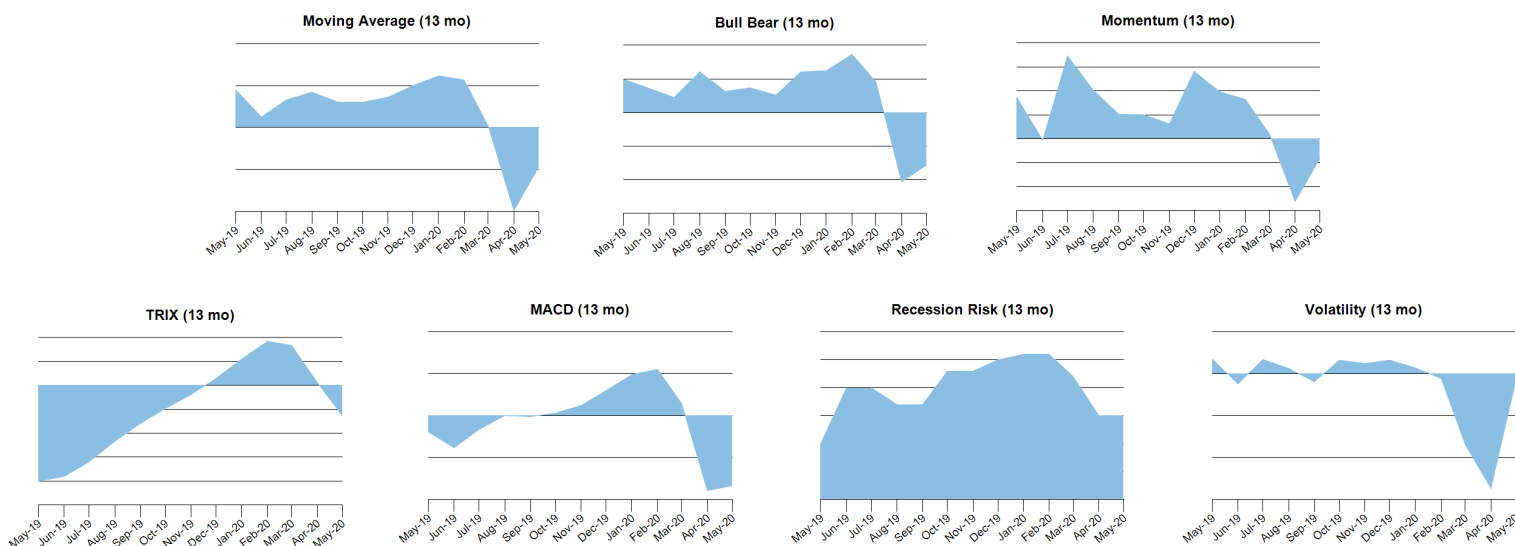 Moving Average (13 mo)
May-19 Jun-19 Jul-19 Aug-19 Sep-19 Oct-19 Nov-19 Dec-19 Jan-20 Feb-20 Mar-20 Apr-20 May-20
Bull Bear (13 mo)
May-19 Jun-19 Jul-19 Aug-19 Sep-19 Oct-19 Nov-19 Dec-19 Jan-20 Feb-20 Mar-20 Apr-20 May-20
Momentum (13 mo)
May-19 Jun-19 Jul-19 Aug-19 Sep-19 Oct-19 Nov-19 Dec-19 Jan-20 Feb-20 Mar-20 Apr-20 May-20
TRIX (13 mo)
May-19 Jun-19 Jul-19 Aug-19 Sep-19 Oct-19 Nov-19 Dec-19 Jan-20 Feb-20 Mar-20 Apr-20 May-20
MACD (13 mo)
May-19 Jun-19 Jul-19 Aug-19 Sep-19 Oct-19 Nov-19 Dec-19 Jan-20 Feb-20 Mar-20 Apr-20 May-20
Recession Risk (13 mo)
May-19 Jun-19 Jul-19 Aug-19 Sep-19 Oct-19 Nov-19 Dec-19 Jan-20 Feb-20 Mar-20 Apr-20 May-20
Volatility (13 mo)
May-19 Jun-19 Jul-19 Aug-19 Sep-19 Oct-19 Nov-19 Dec-19 Jan-20 Feb-20 Mar-20 Apr-20 May-20